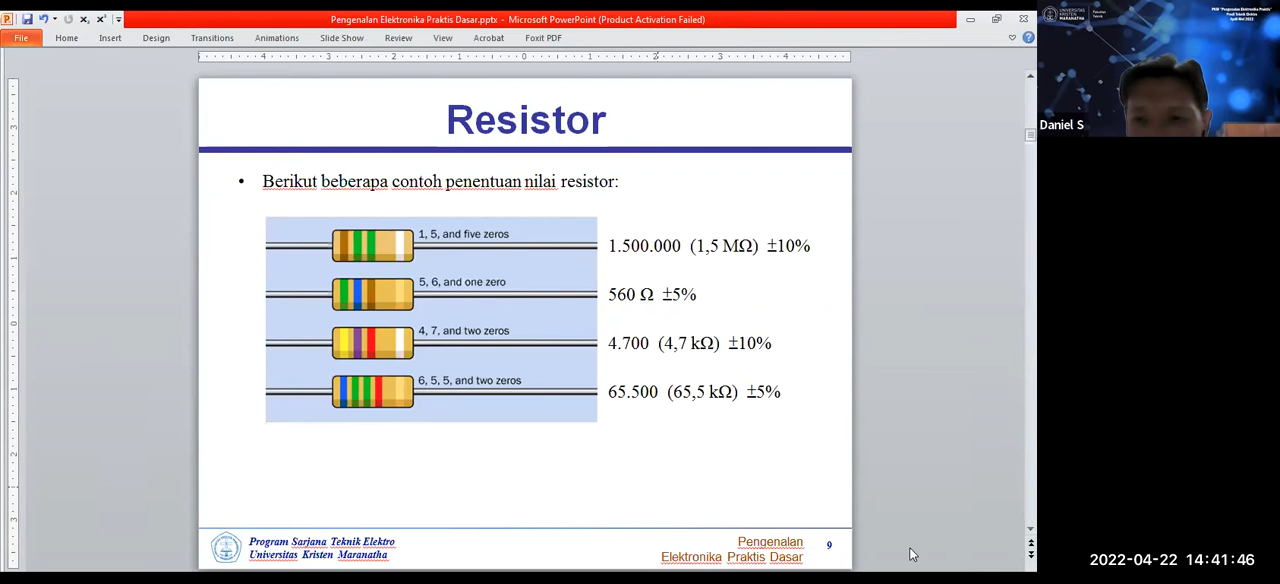 Pengenalan Elektronika Praktis Dasar.pptx - Microsoft PowerPoint (Product Activation Failed)
File Home Insert Design Transitions Animations Slide Show Review View Acrobat Foxit PDF
UNIVERSITAS
KRISTEN
MARANATHA
Daniel S
Resistor
• Berikut beberapa contoh penentuan nilai resistor:
1, 5, and five zeros
1.500.000 (1,5 MΩ) ±10%
5, 6, and one zero
560 Ω ±5%
4, 7, and two zeros
4.700 (4,7 kΩ) ±10%
6, 5, 5, and two zeros
65.500 (65,5 kΩ) ±5%
Program Sarjana Teknik Elektro
Universitas Kristen Maranatha
Pengenalan
Elektronika Praktis Dasar
9
2022-04-22 14:41:46